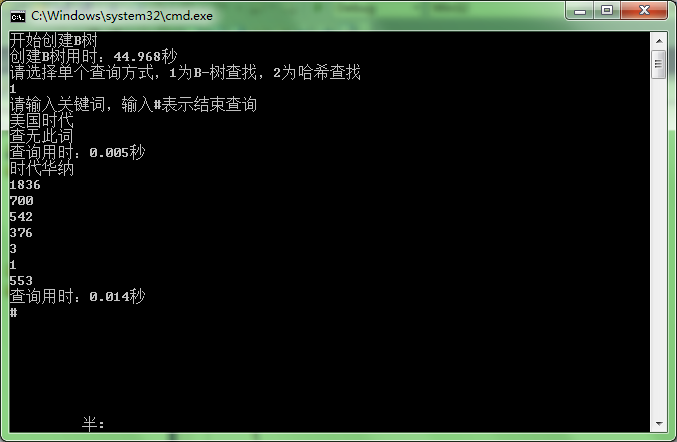 C:\Windows\system32\cmd.exe
开始创建B树
创建B树用时：44.968秒
请选择单个查询方式，1为B-树查找，2为哈希查找
1
请输入关键词，输入#表示结束查询
美国时代
查无此词
查询用时：0.005秒
时代华纳
1836
700
542
376
3
1
553
查询用时：0.014秒
#
半：